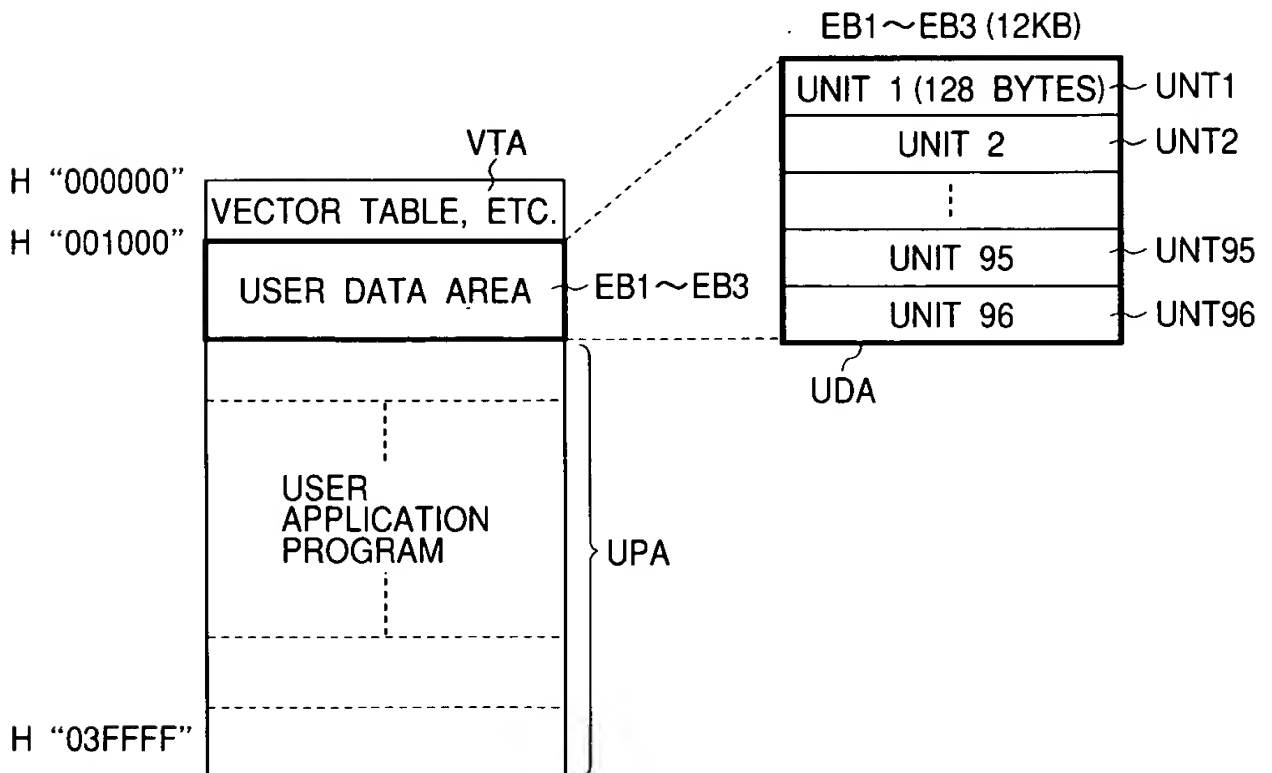 EB1～EB3 (12KB)
UNIT 1 (128 BYTES) UNT1
UNIT 2 UNT2
UNIT 95 UNT95
UNIT 96 UNT96
UDA
VTA
H “000000”
VECTOR TABLE, ETC.
H “001000”
USER DATA AREA EB1～EB3
USER
APPLICATION
PROGRAM
UPA
H “03FFFF”